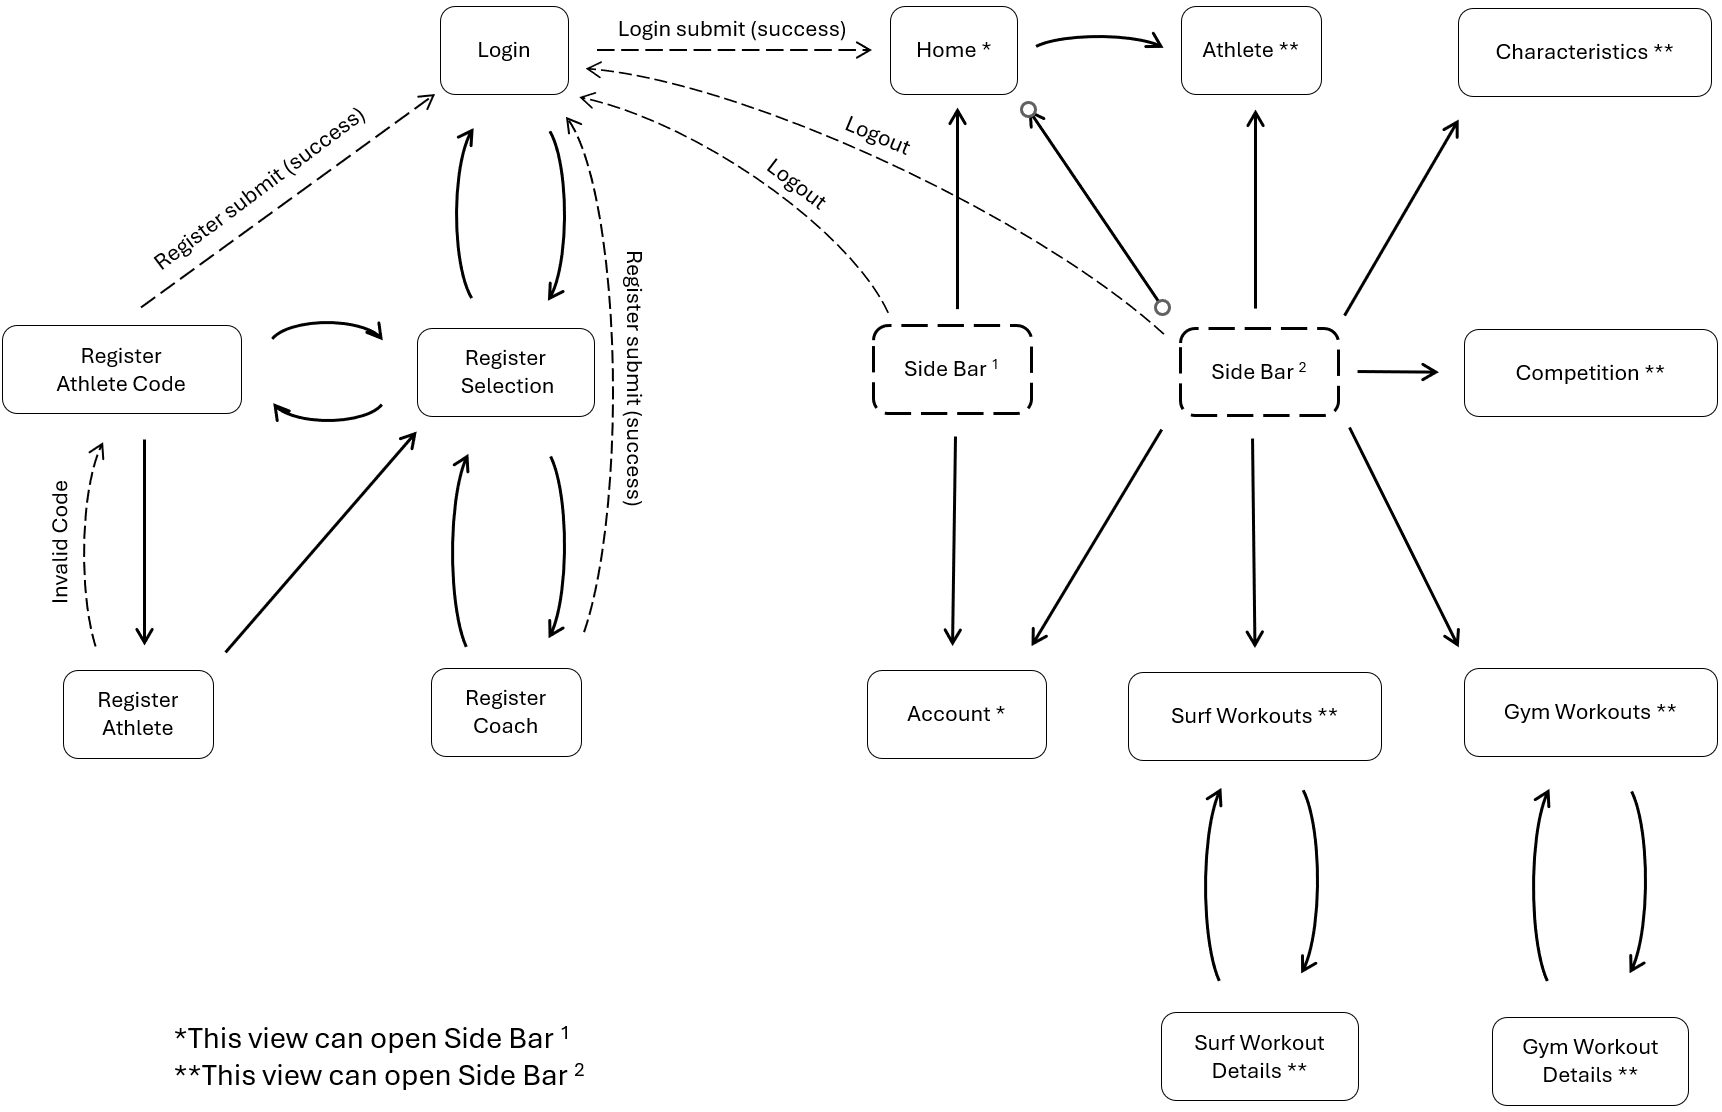 Login
Login submit (success)
Home *
Athlete **
Characteristics **
Register submit (success)
Logout
Logout
Register
Athlete Code
Register
Selection
Register submit (success)
Side Bar ¹
Side Bar ²
Competition **
Invalid Code
Register
Athlete
Register
Coach
Account *
Surf Workouts **
Gym Workouts **
Surf Workout
Details **
Gym Workout
Details **
*This view can open Side Bar ¹
**This view can open Side Bar ²